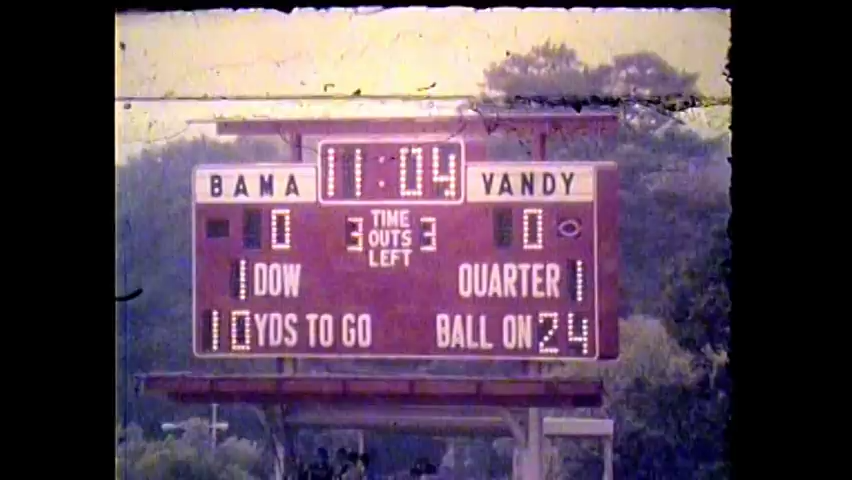 11:04
BAMA VANDY
0 3 TIME OUTS LEFT 3 0
1 DOW QUARTER 1
10 YDS TO GO BALL ON 24